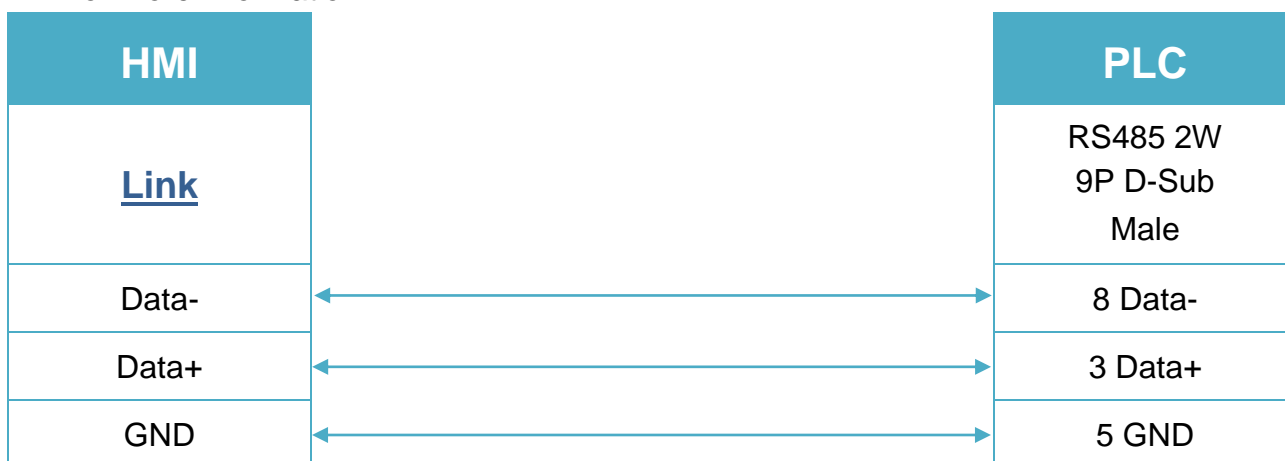 HMI
PLC
Link
RS485 2W
9P D-Sub
Male
Data-
8 Data-
Data+
3 Data+
GND
5 GND